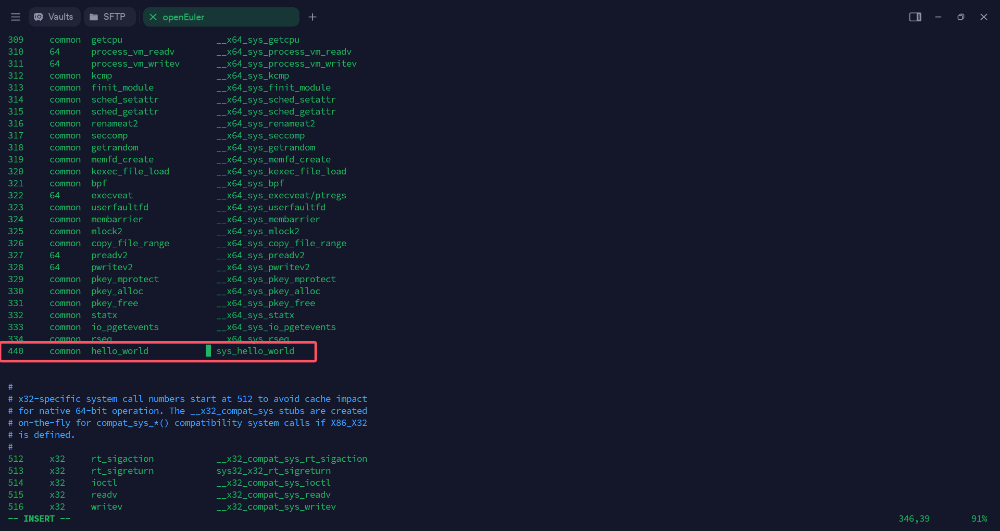 Vaults SFTP openEuler
309 common getcpu __x64_sys_getcpu
310 64 process_vm_readv __x64_sys_process_vm_readv
311 64 process_vm_writev __x64_sys_process_vm_writev
312 common kcmp __x64_sys_kcmp
313 common finit_module __x64_sys_finit_module
314 common sched_setattr __x64_sys_sched_setattr
315 common sched_getattr __x64_sys_sched_getattr
316 common renameat2 __x64_sys_renameat2
317 common seccomp __x64_sys_seccomp
318 common getrandom __x64_sys_getrandom
319 common memfd_create __x64_sys_memfd_create
320 common kexec_file_load __x64_sys_kexec_file_load
321 common bpf __x64_sys_bpf
322 64 execveat __x64_sys_execveat/ptregs
323 common userfaultfd __x64_sys_userfaultfd
324 common membarrier __x64_sys_membarrier
325 common mlock2 __x64_sys_mlock2
326 common copy_file_range __x64_sys_copy_file_range
327 64 preadv2 __x64_sys_preadv2
328 64 pwritev2 __x64_sys_pwritev2
329 common pkey_mprotect __x64_sys_pkey_mprotect
330 common pkey_alloc __x64_sys_pkey_alloc
331 common pkey_free __x64_sys_pkey_free
332 common statx __x64_sys_statx
333 common io_pgetevents __x64_sys_io_pgetevents
334 common rseq __x64_sys_rseq
440 common hello_world sys_hello_world
#
# x32-specific system call numbers start at 512 to avoid cache impact
# for native 64-bit operation. The __x32_compat_sys stubs are created
# on-the-fly for compat_sys_*() compatibility system calls if X86_X32
# is defined.
#
512 x32 rt_sigaction __x32_compat_sys_rt_sigaction
513 x32 rt_sigreturn sys32_x32_rt_sigreturn
514 x32 ioctl __x32_compat_sys_ioctl
515 x32 readv __x32_compat_sys_readv
516 x32 writev __x32_compat_sys_writev
-- INSERT -- 346,39 91%